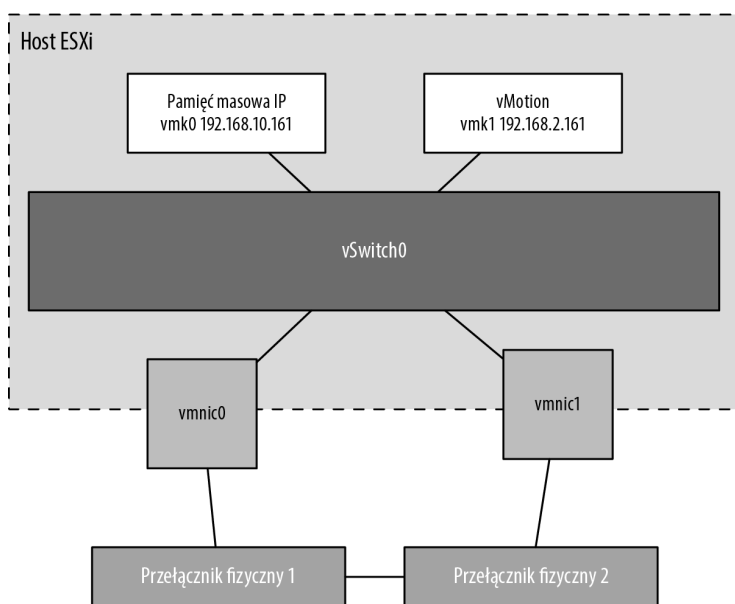 Host ESXi
Pamięć masowa IP
vmk0 192.168.10.161
vMotion
vmk1 192.168.2.161
vSwitch0
vmnic0
vmnic1
Przełącznik fizyczny 1
Przełącznik fizyczny 2